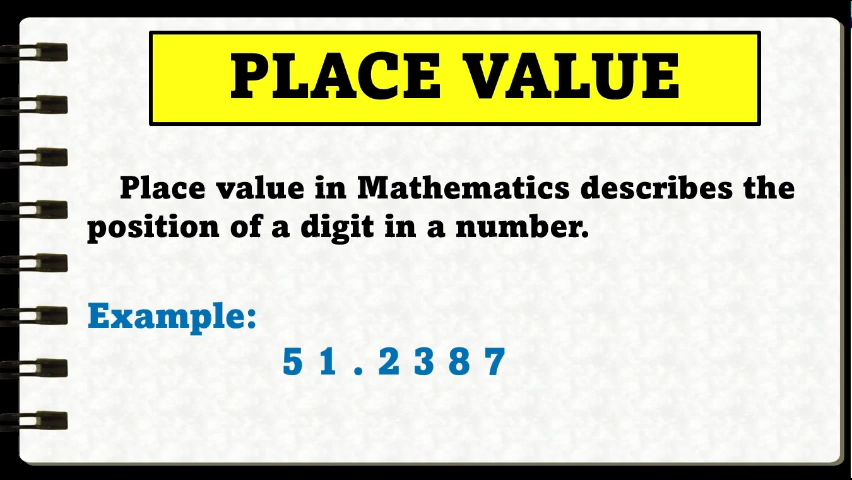 PLACE VALUE
Place value in Mathematics describes the
position of a digit in a number.
Example:
5 1 . 2 3 8 7